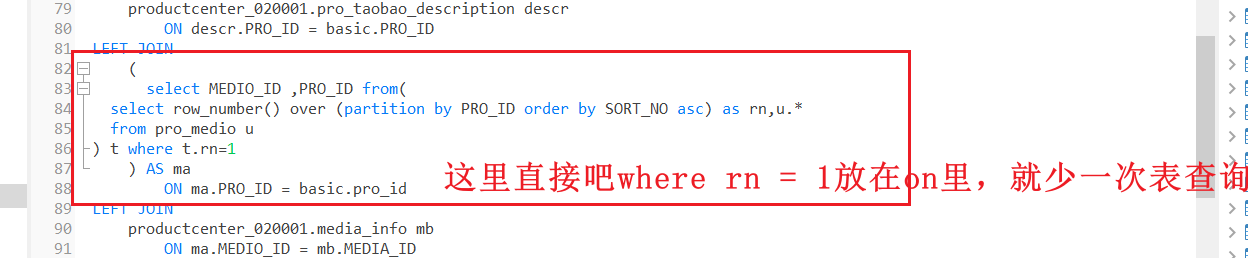 79 productcenter_020001.pro_taobao_description descr
80 ON descr.PRO_ID = basic.PRO_ID
81 LEFT JOIN
82 (
83 select MEDIO_ID ,PRO_ID from(
84 select row_number() over (partition by PRO_ID order by SORT_NO asc) as rn,u.*
85 from pro_medio u
86 ) t where t.rn=1
87 ) AS ma
88 ON ma.PRO_ID = basic.pro_id
这里直接吧where rn = 1放在on里，就少一次表查询
89 LEFT JOIN
90 productcenter_020001.media_info mb
91 ON ma.MEDIO_ID = mb.MEDIA_ID